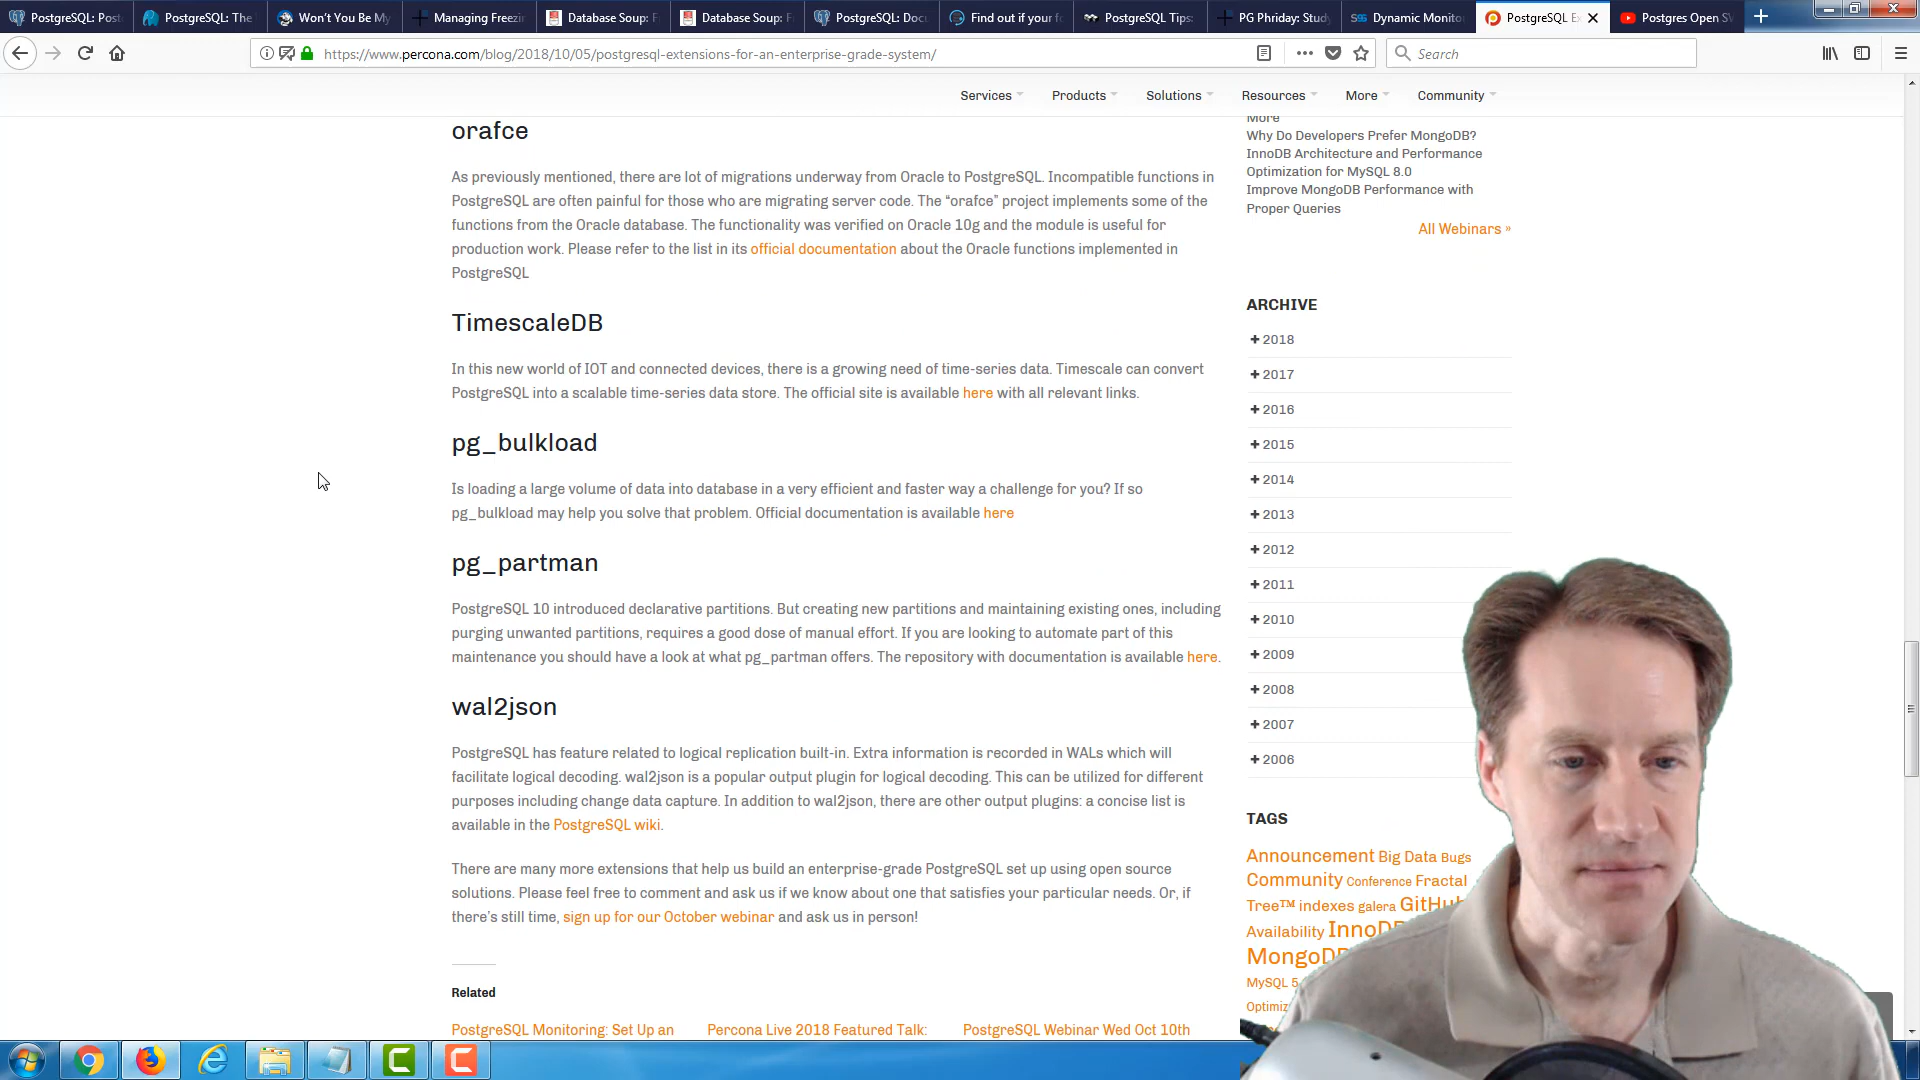 PostgreSQL: Pos
PostgreSQL: The
Won't You Be My
Managing Freezin
Database Soup: F
Database Soup: F
PostgreSQL: Docu
Find out if your fo
PostgreSQL Tips:
PG Phriday: Study
Dynamic Monito
PostgreSQL Ex
Postgres Open SV
https://www.percona.com/blog/2018/10/05/postgresql-extensions-for-an-enterprise-grade-system/
Search
Services
Products
Solutions
Resources
More
Community
orafce
As previously mentioned, there are lot of migrations underway from Oracle to PostgreSQL. Incompatible functions in
PostgreSQL are often painful for those who are migrating server code. The “orafce” project implements some of the
functions from the Oracle database. The functionality was verified on Oracle 10g and the module is useful for
production work. Please refer to the list in its official documentation about the Oracle functions implemented in
PostgreSQL
TimescaleDB
In this new world of IOT and connected devices, there is a growing need of time-series data. Timescale can convert
PostgreSQL into a scalable time-series data store. The official site is available here with all relevant links.
pg_bulkload
Is loading a large volume of data into database in a very efficient and faster way a challenge for you? If so
pg_bulkload may help you solve that problem. Official documentation is available here
pg_partman
PostgreSQL 10 introduced declarative partitions. But creating new partitions and maintaining existing ones, including
purging unwanted partitions, requires a good dose of manual effort. If you are looking to automate part of this
maintenance you should have a look at what pg_partman offers. The repository with documentation is available here.
wal2json
PostgreSQL has feature related to logical replication built-in. Extra information is recorded in WALs which will
facilitate logical decoding. wal2json is a popular output plugin for logical decoding. This can be utilized for different
purposes including change data capture. In addition to wal2json, there are other output plugins: a concise list is
available in the PostgreSQL wiki.
There are many more extensions that help us build an enterprise-grade PostgreSQL set up using open source
solutions. Please feel free to comment and ask us if we know about one that satisfies your particular needs. Or, if
there’s still time, sign up for our October webinar and ask us in person!
Related
PostgreSQL Monitoring: Set Up an
Percona Live 2018 Featured Talk:
PostgreSQL Webinar Wed Oct 10th
More
Why Do Developers Prefer MongoDB?
InnoDB Architecture and Performance
Optimization for MySQL 8.0
Improve MongoDB Performance with
Proper Queries
All Webinars »
ARCHIVE
+ 2018
+ 2017
+ 2016
+ 2015
+ 2014
+ 2013
+ 2012
+ 2011
+ 2010
+ 2009
+ 2008
+ 2007
+ 2006
TAGS
Announcement Big Data Bugs
Community Conference Fractal
Tree™ indexes galera GitHub
Availability InnoDB
MongoDB
MySQL 5
Optimiz